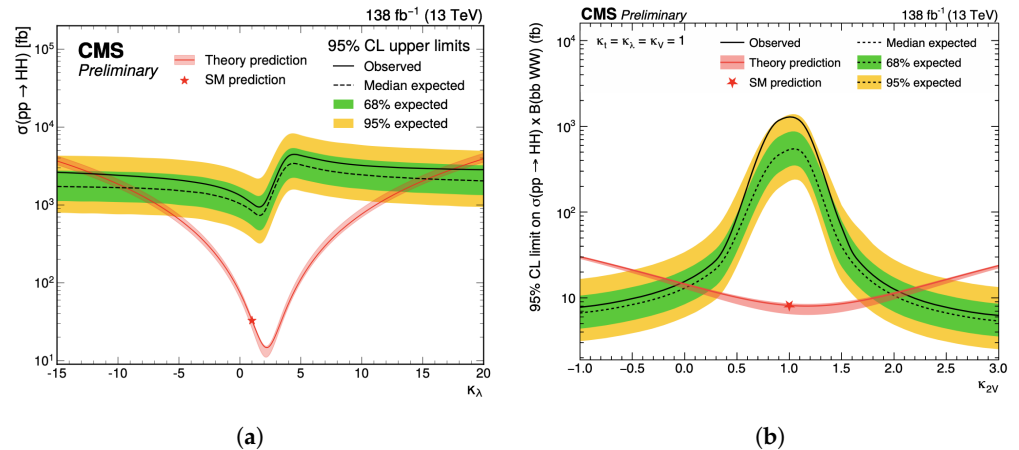 138 fb⁻¹ (13 TeV)
CMS
Preliminary
95% CL upper limits
Theory prediction
SM prediction
Observed
Median expected
68% expected
95% expected
σ(pp → HH) [fb]
10⁵
10⁴
10³
10²
10¹
-15
-10
-5
0
5
10
15
20
κλ
(a)
CMS Preliminary
138 fb⁻¹ (13 TeV)
κt = κλ = κV = 1
Observed
Theory prediction
SM prediction
Median expected
68% expected
95% expected
95% CL limit on σ(pp → HH) x B(bb WW) (fb)
10⁴
10³
10²
10
−1.0
−0.5
0.0
0.5
1.0
1.5
2.0
2.5
3.0
κ2V
(b)